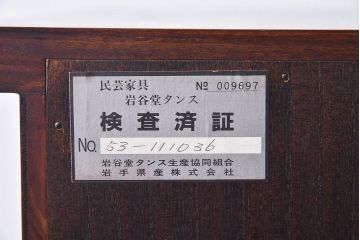 民芸家具 № 009697
岩谷堂タンス
検査済証
No. 53-111036
岩谷堂タンス生産協同組合
岩手県産株式会社